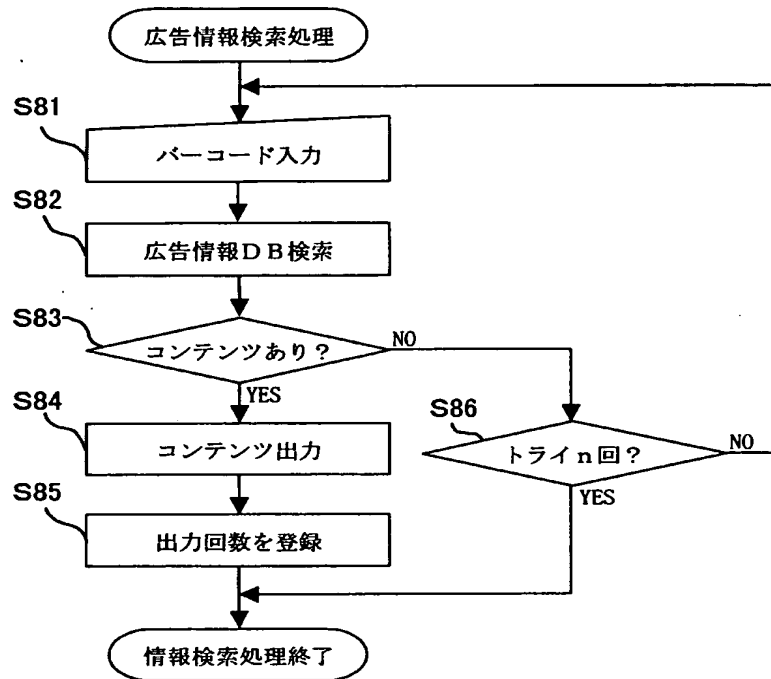 広告情報検索処理
S81
バーコード入力
S82
広告情報DB検索
S83
コンテンツあり?
NO
YES
S84
コンテンツ出力
S86
トライn回?
NO
YES
S85
出力回数を登録
情報検索処理終了